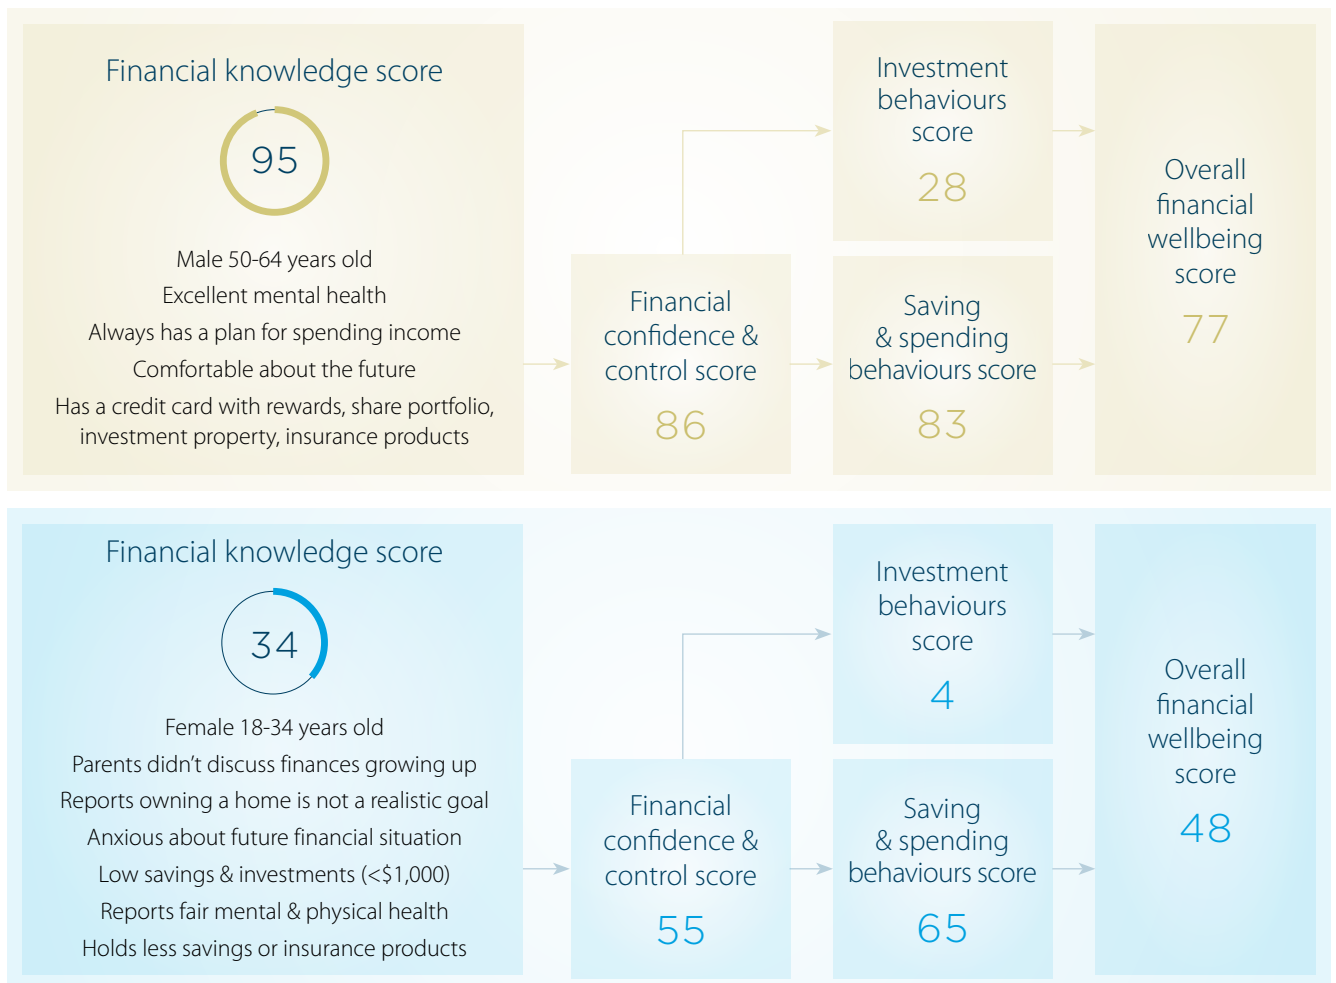 Financial knowledge score
95
Male 50-64 years old
Excellent mental health
Always has a plan for spending income
Comfortable about the future
Has a credit card with rewards, share portfolio,
investment property, insurance products
Financial
confidence &
control score
86
Investment
behaviours
score
28
Saving
& spending
behaviours score
83
Overall
financial
wellbeing
score
77
Financial knowledge score
34
Female 18-34 years old
Parents didn’t discuss finances growing up
Reports owning a home is not a realistic goal
Anxious about future financial situation
Low savings & investments (<$1,000)
Reports fair mental & physical health
Holds less savings or insurance products
Financial
confidence &
control score
55
Investment
behaviours
score
4
Saving
& spending
behaviours score
65
Overall
financial
wellbeing
score
48